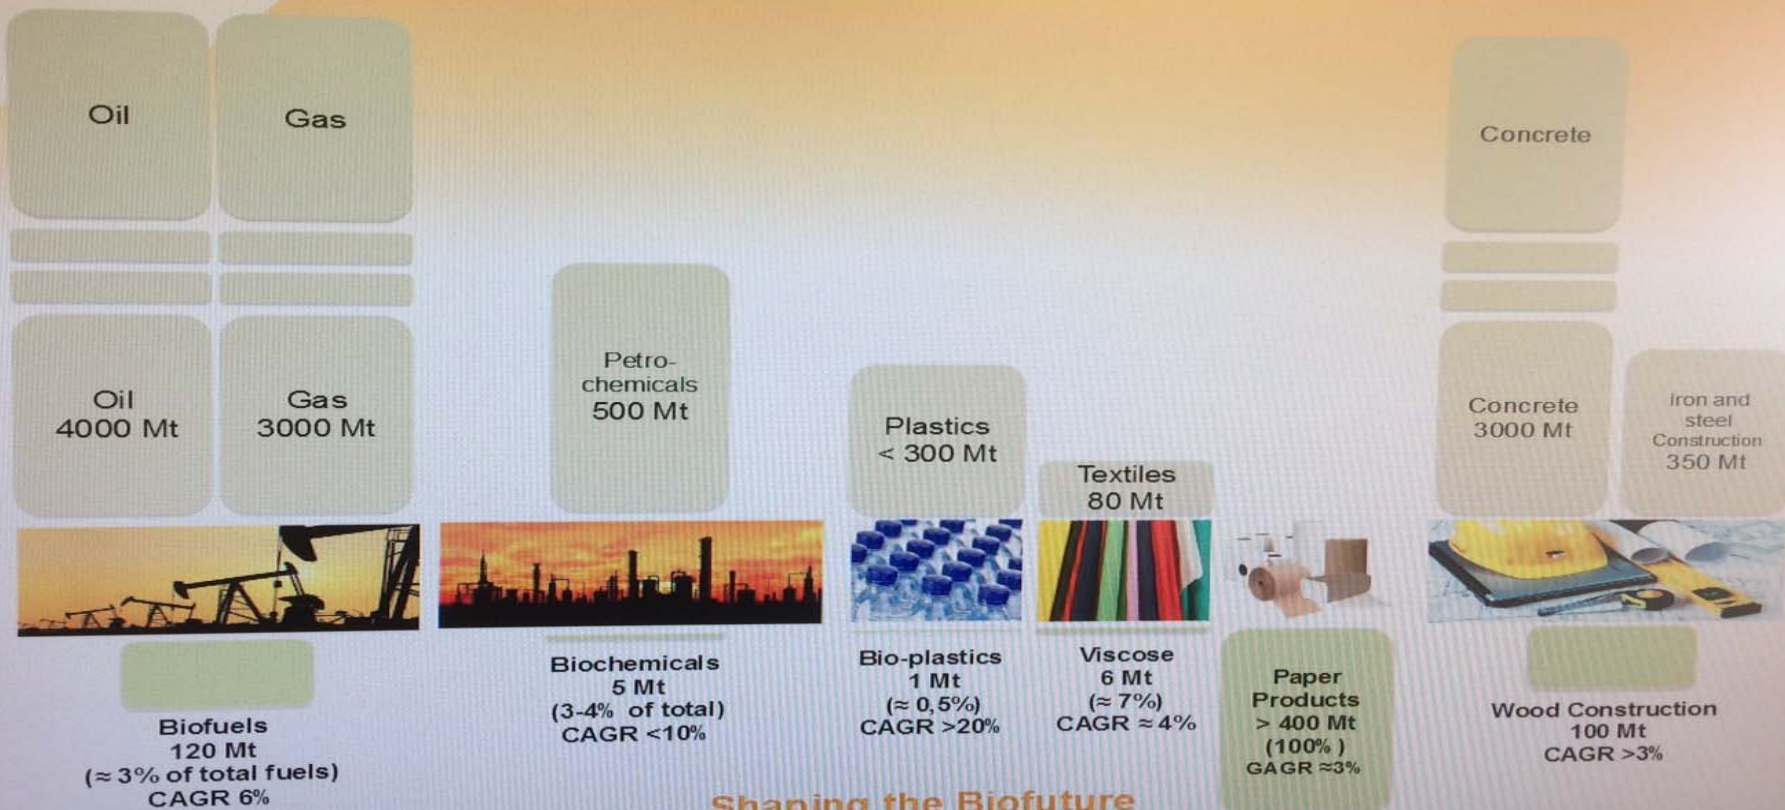 Oil
Gas
Concrete
Oil
4000 Mt
Gas
3000 Mt
Petro-
chemicals
500 Mt
Plastics
< 300 Mt
Textiles
80 Mt
Concrete
3000 Mt
Iron and
steel
Construction
350 Mt
Biofuels
120 Mt
(≈ 3% of total fuels)
CAGR 6%
Biochemicals
5 Mt
(3-4% of total)
CAGR <10%
Bio-plastics
1 Mt
(≈ 0,5%)
CAGR >20%
Viscose
6 Mt
(≈ 7%)
CAGR ≈ 4%
Paper
Products
> 400 Mt
(100% )
GAGR ≈3%
Wood Construction
100 Mt
CAGR >3%
Shaping the Biofuture